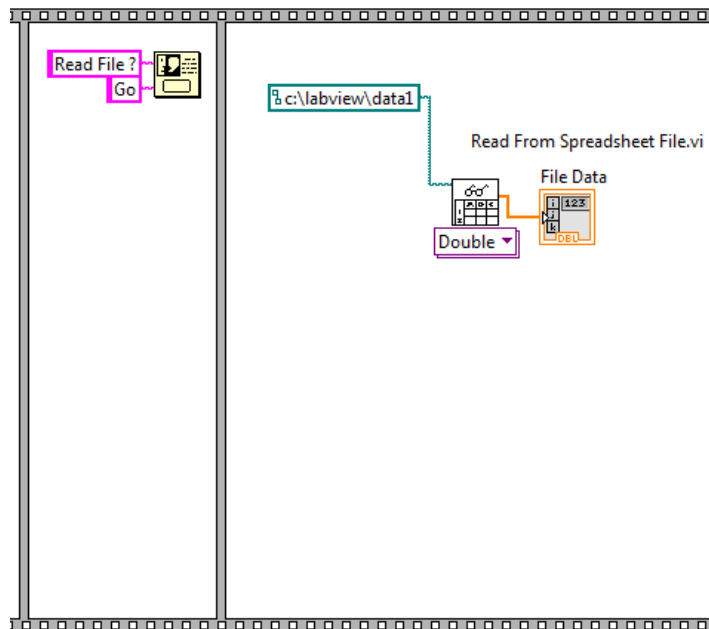 Read File ?
Go
c:\labview\data1
Read From Spreadsheet File.vi
File Data
i
j
k
123
DBL
Double